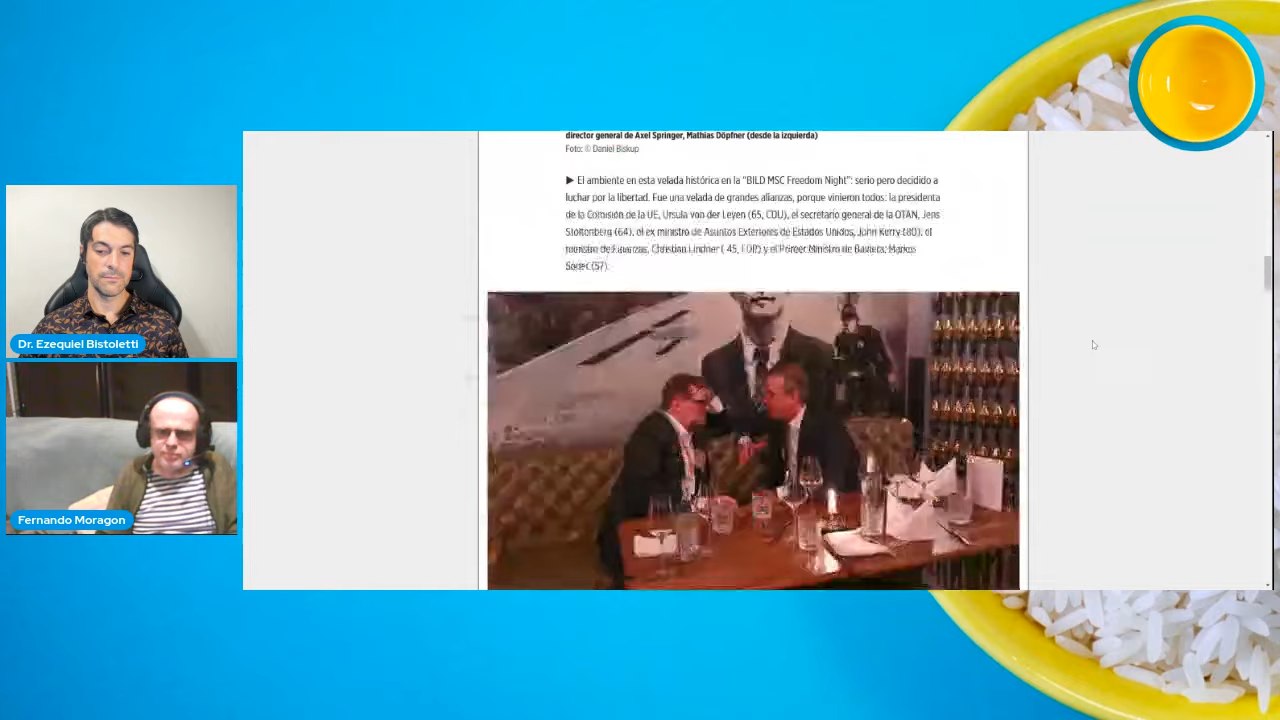 director general de Axel Springer, Mathias Döpfner (desde la izquierda)
Foto: © Daniel Biskup
▶ El ambiente en esta velada histórica en la "BILD MSC Freedom Night": serio pero decidido a
luchar por la libertad. Fue una velada de grandes alianzas, porque vinieron todos: la presidenta
de la Comisión de la UE, Ursula von der Leyen (65, CDU), el secretario general de la OTAN, Jens
Stoltenberg (64), el ex ministro de Asuntos Exteriores de Estados Unidos, John Kerry (80), el
ministro de Finanzas, Christian Lindner ( 45, FDP) y el Primer Ministro de Baviera, Markus
Söder (57).
Dr. Ezequiel Bistoletti
Fernando Moragon